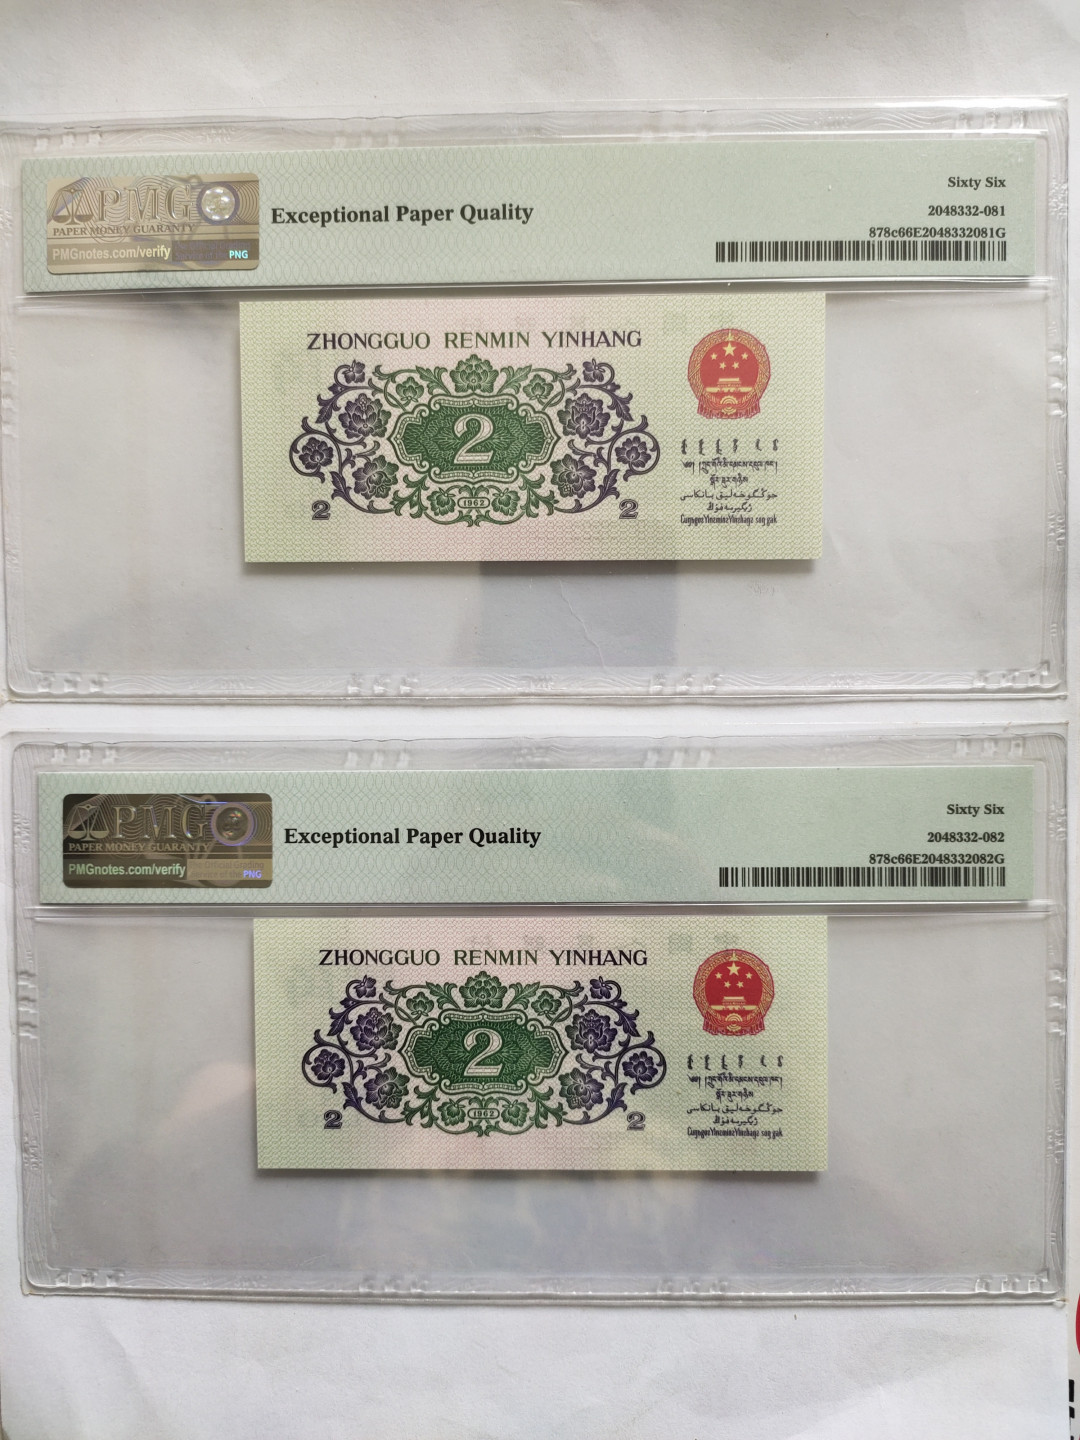 PMG
PAPER MONEY GUARANTY
PMGnotes.com/verify
PNG
Exceptional Paper Quality
Sixty Six
2048332-081
878c66E2048332081G
ZHONGGUO RENMIN YINHANG
2
1962
2
2
PMG
PAPER MONEY GUARANTY
PMGnotes.com/verify
of the PNG
Exceptional Paper Quality
Sixty Six
2048332-082
878c66E2048332082G
ZHONGGUO RENMIN YINHANG
2
1962
2
2